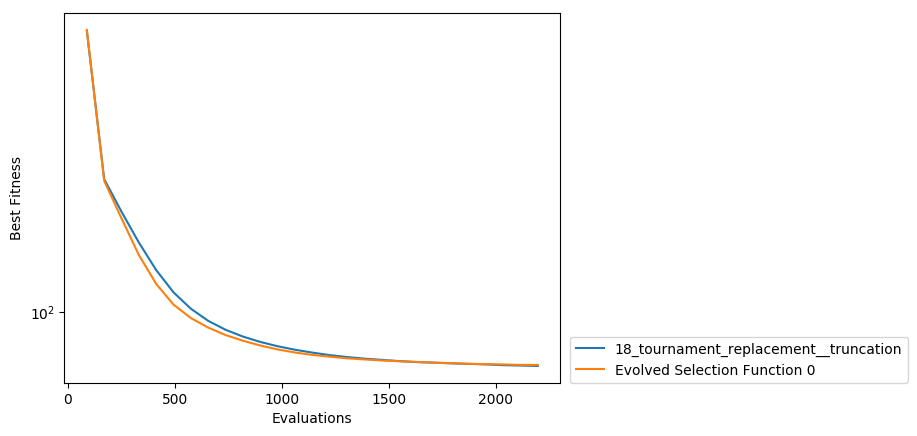 Best Fitness
10²
0
500
1000
1500
2000
Evaluations
18_tournament_replacement__truncation
Evolved Selection Function 0